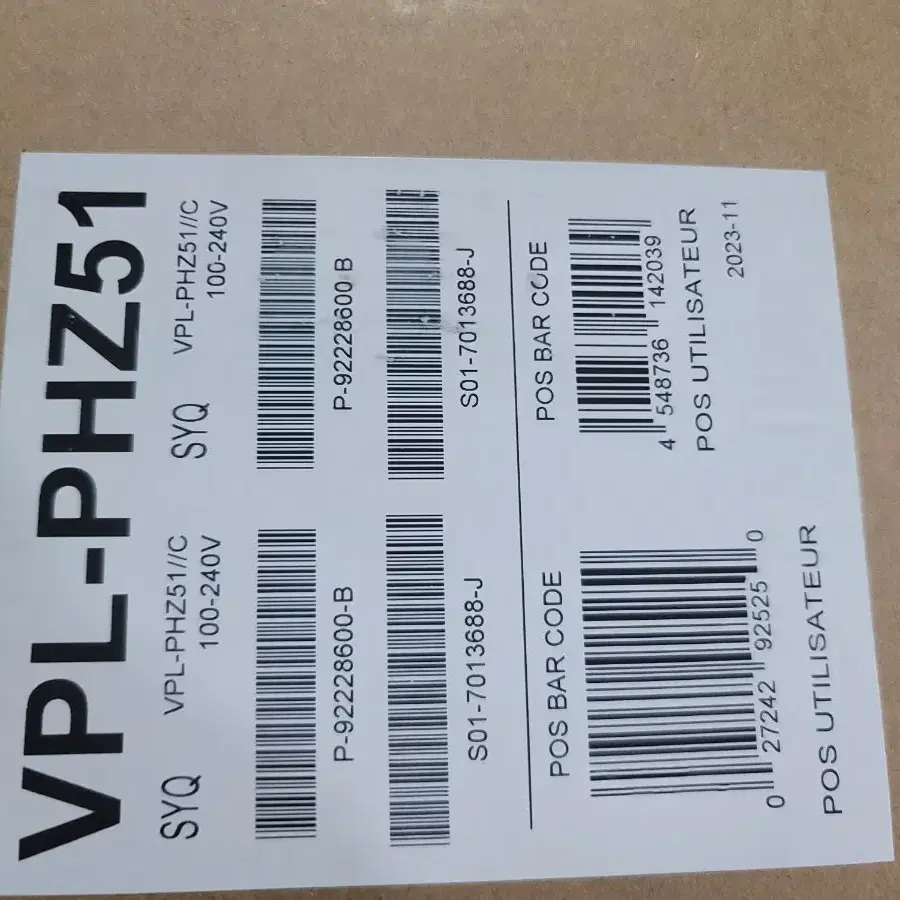 VPL-PHZ51
SYQ VPL-PHZ51//C
100-240V
P-92228600-B
S01-7013688-J
SYQ VPL-PHZ51//C
100-240V
P-92228600-B
S01-7013688-J
POS BAR CODE
0 27242 92525 0
POS UTILISATEUR
POS BAR CODE
4 548736 142039
POS UTILISATEUR
2023-11